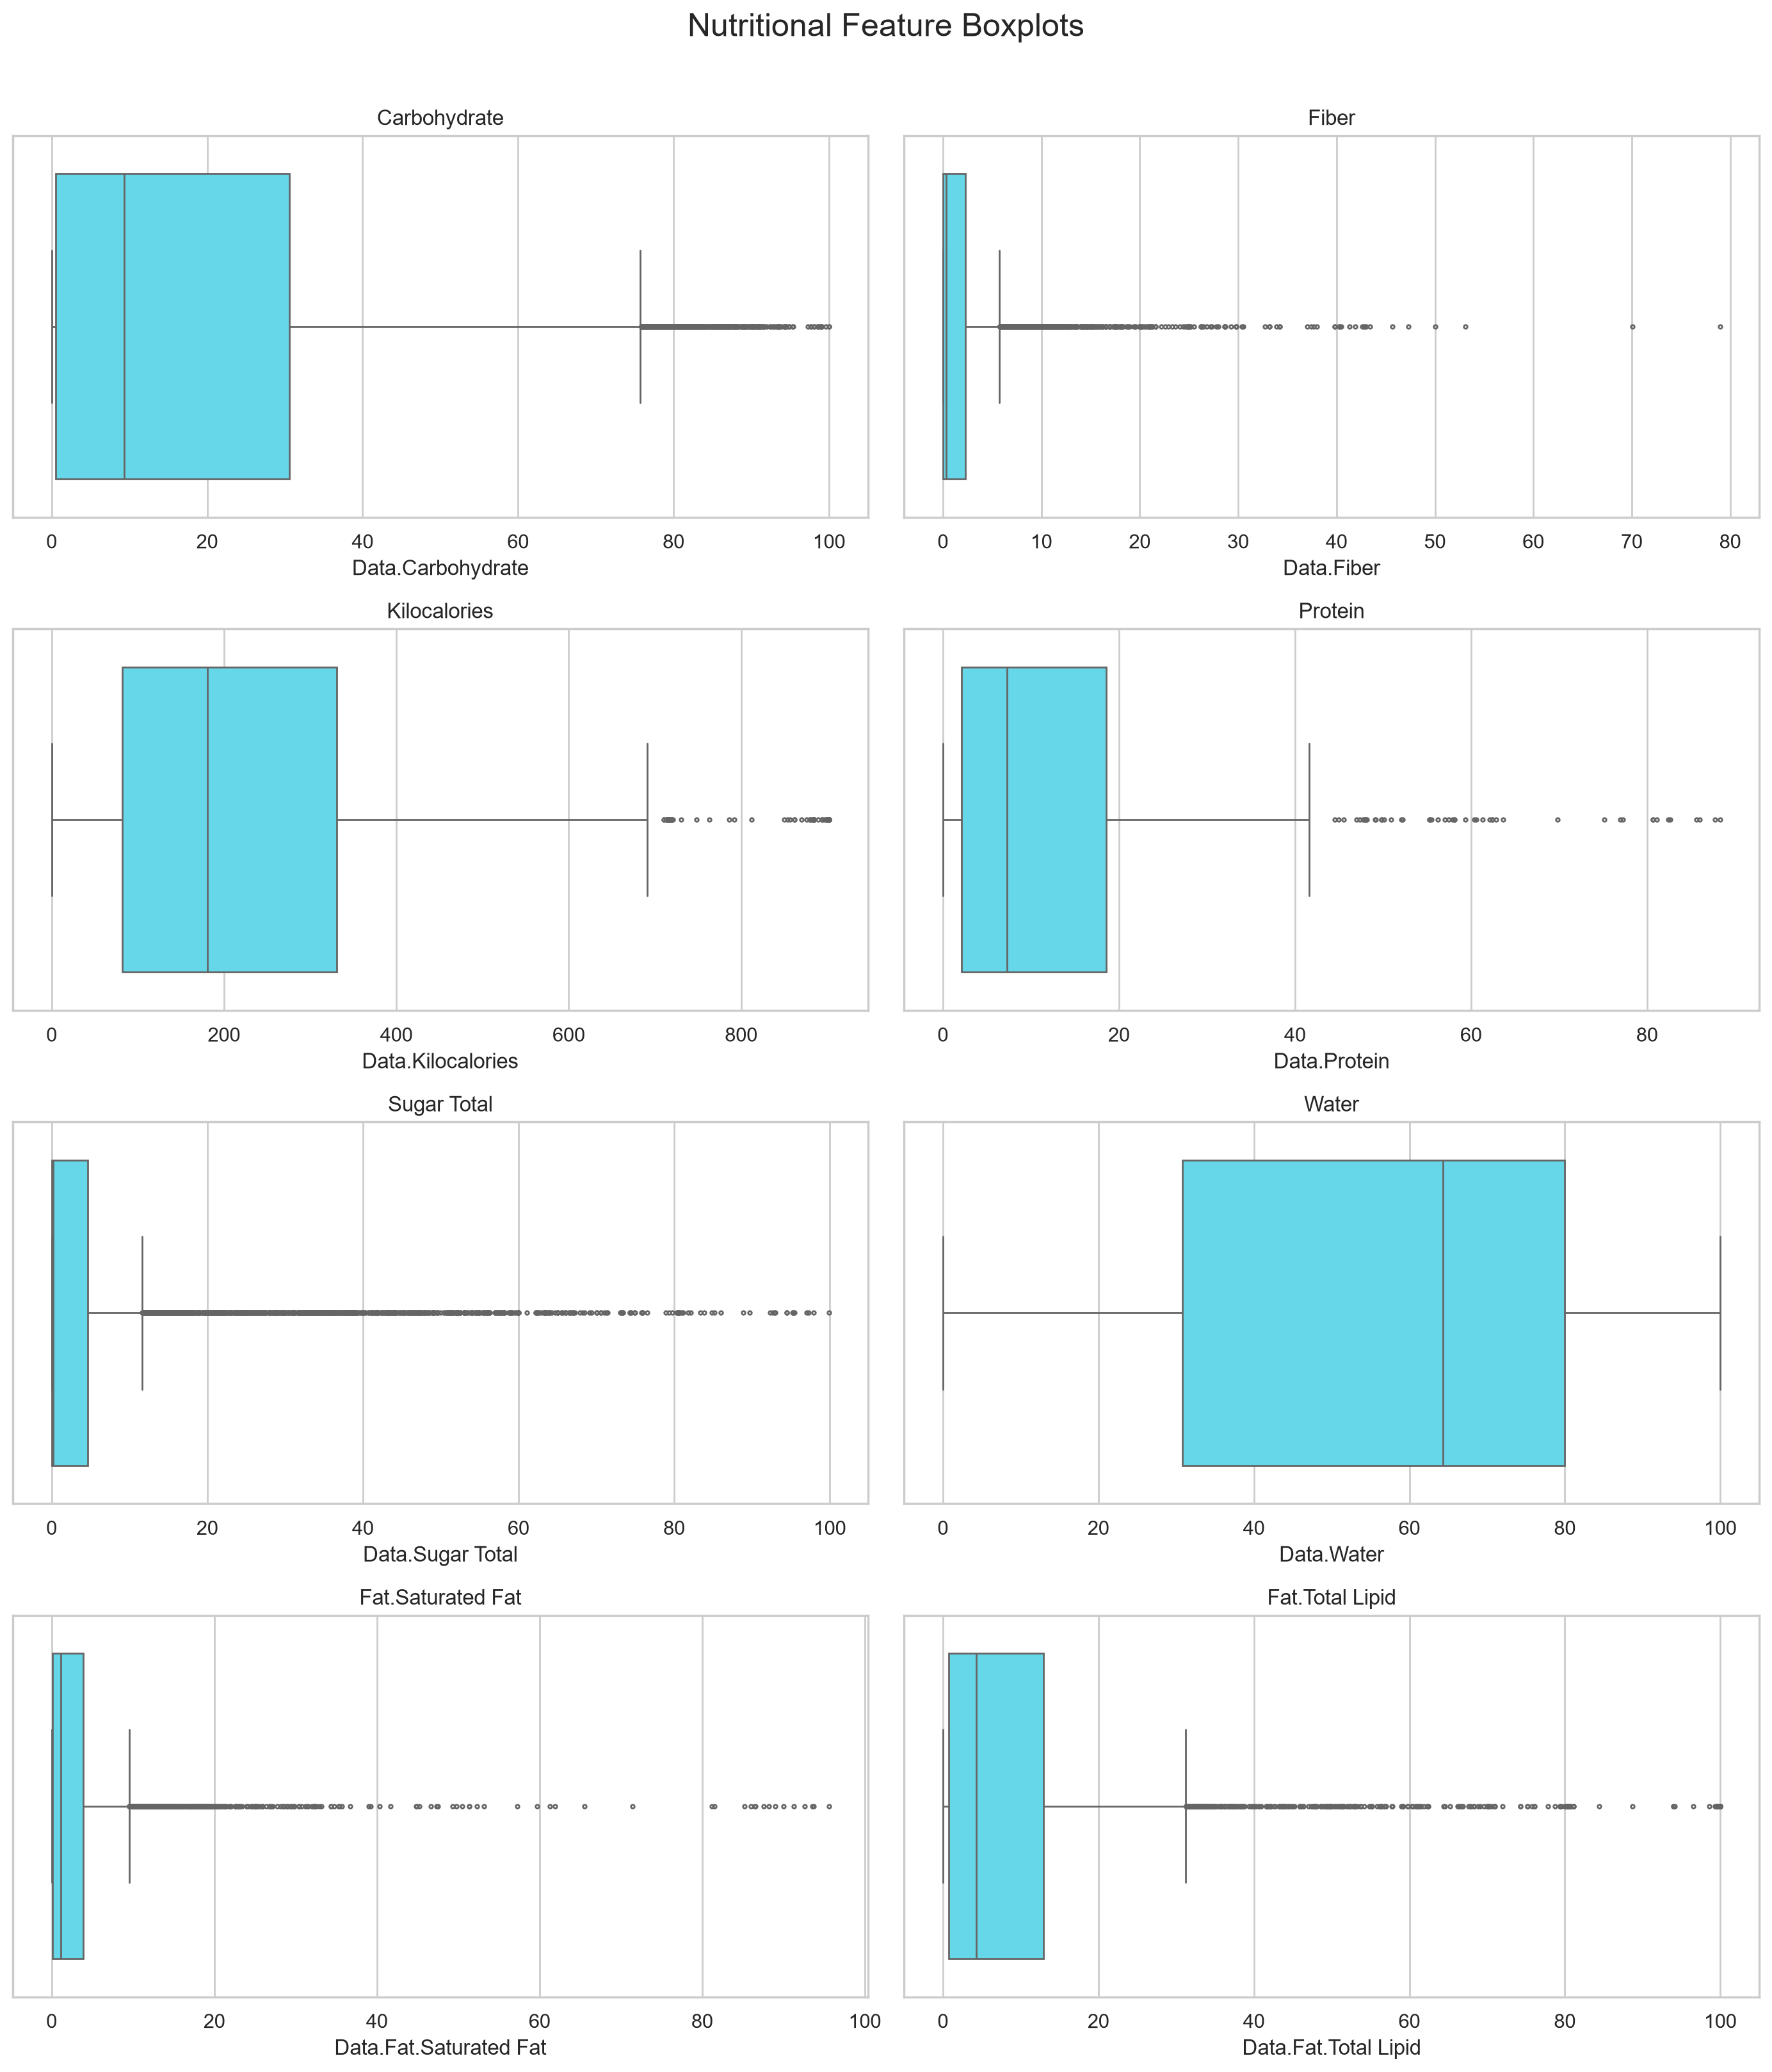 Nutritional Feature Boxplots
Carbohydrate
0 20 40 60 80 100
Data.Carbohydrate
Fiber
0 10 20 30 40 50 60 70 80
Data.Fiber
Kilocalories
0 200 400 600 800
Data.Kilocalories
Protein
0 20 40 60 80
Data.Protein
Sugar Total
0 20 40 60 80 100
Data.Sugar Total
Water
0 20 40 60 80 100
Data.Water
Fat.Saturated Fat
0 20 40 60 80 100
Data.Fat.Saturated Fat
Fat.Total Lipid
0 20 40 60 80 100
Data.Fat.Total Lipid